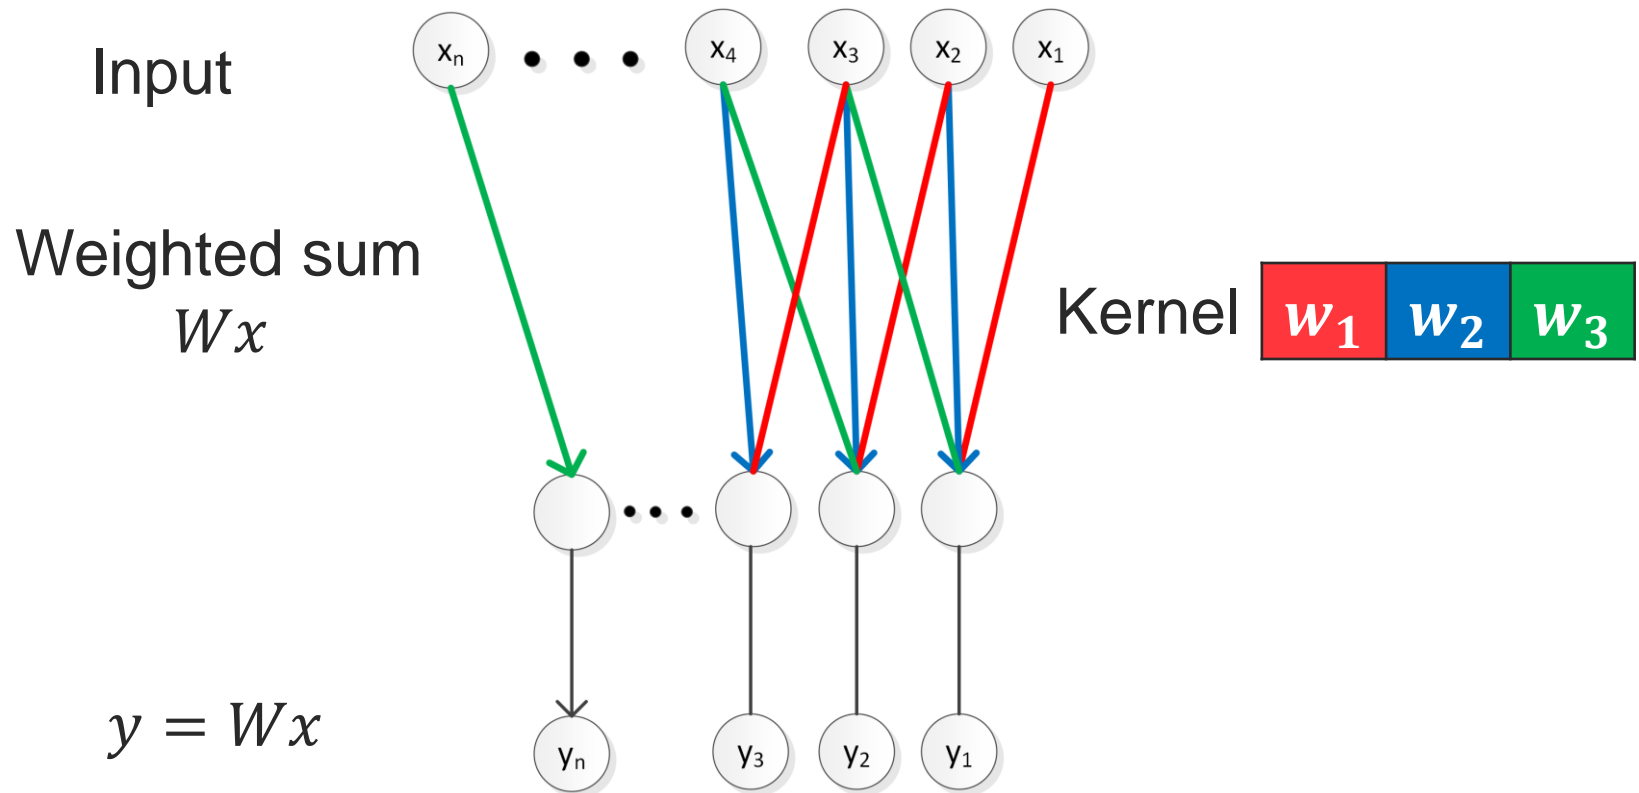 Input
xₙ • • • x₄ x₃ x₂ x₁
Weighted sum
𝑊𝑥
Kernel 𝒘₁ 𝒘₂ 𝒘₃
• • •
𝑦 = 𝑊𝑥
yₙ y₃ y₂ y₁